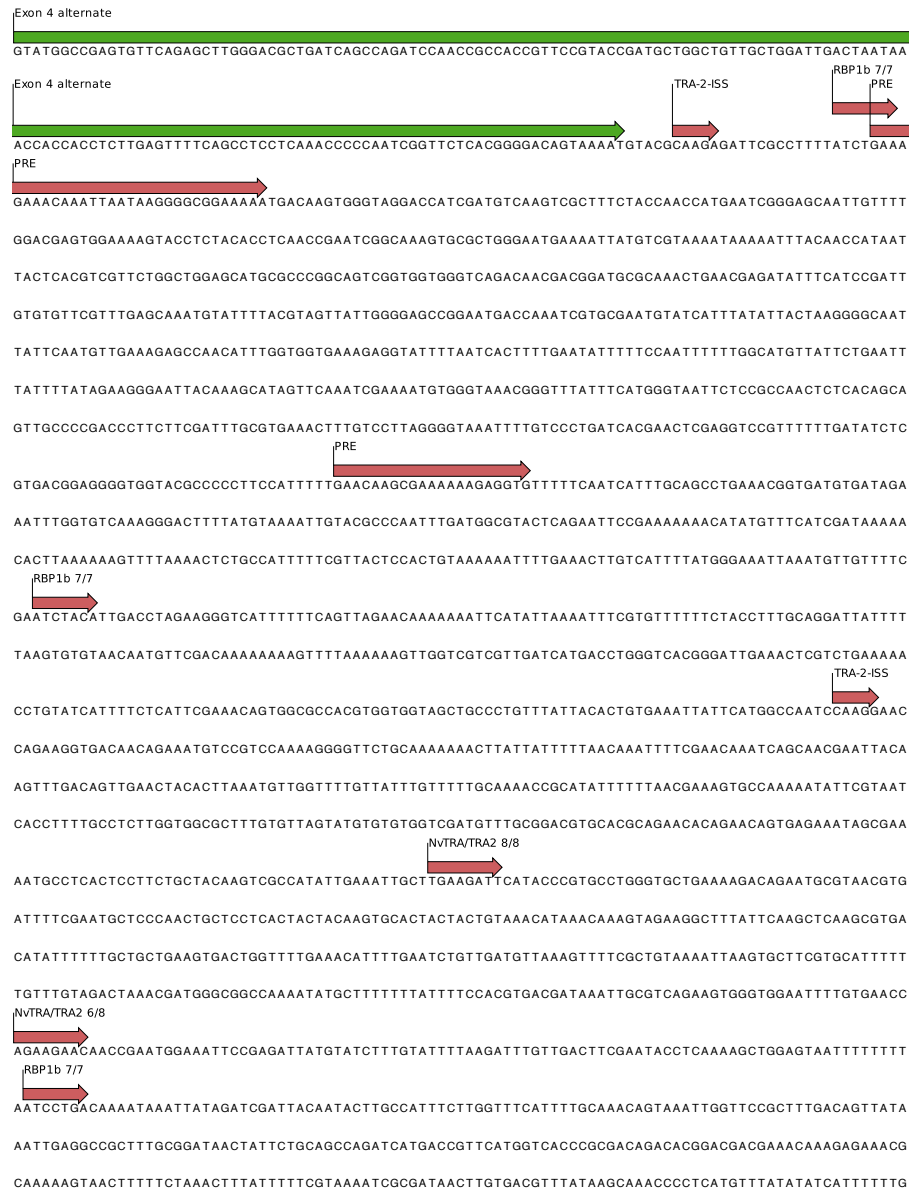 Exon 4 alternate
GTATGGCCGAGTGTTCAGAGCTTGGGACGCTGATCAGCCAGATCCAACCGCCACCGTTCCGTACCGATGCTGGCTGTTGCTGGATTGACTAATAA
RBP1b 7/7
Exon 4 alternate TRA-2-ISS PRE
ACCACCACCTCTTGAGTTTTCAGCCTCCTCAAACCCCCAATCGGTTCTCACGGGGACAGTAAAATGTACGCAAGAGATTCGCCTTTTATCTGAAA
PRE
GAAACAAATTAATAAGGGGCGGAAAAATGACAAGTGGGTAGGACCATCGATGTCAAGTCGCTTTCTACCAACCATGAATCGGGAGCAATTGTTTT
GGACGAGTGGAAAAGTACCTCTACACCTCAACCGAATCGGCAAAGTGCGCTGGGAATGAAAATTATGTCGTAAAATAAAAATTTACAACCATAAT
TACTCACGTCGTTCTGGCTGGAGCATGCGCCCGGCAGTCGGTGGTGGGTCAGACAACGACGGATGCGCAAACTGAACGAGATATTTCATCCGATT
GTGTGTTCGTTTGAGCAAATGTATTTTACGTAGTTATTGGGGAGCCGGAATGACCAAATCGTGCGAATGTATCATTTATATTACTAAGGGGCAAT
TATTCAATGTTGAAAGAGCCAACATTTGGTGGTGAAAGAGGTATTTTAATCACTTTTGAATATTTTTCCAATTTTTTGGCATGTTATTCTGAATT
TATTTTATAGAAGGGAATTACAAAGCATAGTTCAAATCGAAAATGTGGGTAAACGGGTTTATTTCATGGGTAATTCTCCGCCAACTCTCACAGCA
GTTGCCCCGACCCTTCTTCGATTTGCGTGAAACTTTGTCCTTAGGGGTAAATTTTGTCCCTGATCACGAACTCGAGGTCCGTTTTTTGATATCTC
PRE
GTGACGGAGGGGTGGTACGCCCCCTTCCATTTTTGAACAAGCGAAAAAAGAGGTGTTTTTCAATCATTTGCAGCCTGAAACGGTGATGTGATAGA
AATTTGGTGTCAAAGGGACTTTTATGTAAAATTGTACGCCCAATTTGATGGCGTACTCAGAATTCCGAAAAAAACATATGTTTCATCGATAAAAA
CACTTAAAAAAGTTTTAAAACTCTGCCATTTTTCGTTACTCCACTGTAAAAAATTTTGAAACTTGTCATTTTATGGGAAATTAAATGTTGTTTTC
RBP1b 7/7
GAATCTACATTGACCTAGAAGGGTCATTTTTTCAGTTAGAACAAAAAAATTCATATTAAAATTTCGTGTTTTTTCTACCTTTGCAGGATTATTTT
TAAGTGTGTAACAATGTTCGACAAAAAAAAGTTTTAAAAAAGTTGGTCGTCGTTGATCATGACCTGGGTCACGGGATTGAAACTCGTCTGAAAAA
TRA-2-ISS
CCTGTATCATTTTCTCATTCGAAACAGTGGCGCCACGTGGTGGTAGCTGCCCTGTTTATTACACTGTGAAATTATTCATGGCCAATCCAAGGAAC
CAGAAGGTGACAACAGAAATGTCCGTCCAAAAGGGGTTCTGCAAAAAAACTTATTATTTTTAACAAATTTTCGAACAAATCAGCAACGAATTACA
AGTTTGACAGTTGAACTACACTTAAATGTTGGTTTTGTTATTTGTTTTTGCAAAACCGCATATTTTTTAACGAAAGTGCCAAAAATATTCGTAAT
CACCTTTTGCCTCTTGGTGGCGCTTTGTGTTAGTATGTGTGTGGTCGATGTTTGCGGACGTGCACGCAGAACACAGAACAGTGAGAAATAGCGAA
NvTRA/TRA2 8/8
AATGCCTCACTCCTTCTGCTACAAGTCGCCATATTGAAATTGCTTGAAGATTCATACCCGTGCCTGGGTGCTGAAAAGACAGAATGCGTAACGTG
ATTTTCGAATGCTCCCAACTGCTCCTCACTACTACAAGTGCACTACTACTGTAAACATAAACAAAGTAGAAGGCTTTATTCAAGCTCAAGCGTGA
CATATTTTTTGCTGCTGAAGTGACTGGTTTTGAAACATTTTGAATCTGTTGATGTTAAAGTTTTCGCTGTAAAATTAAGTGCTTCGTGCATTTTT
TGTTTGTAGACTAAACGATGGGCGGCCAAAATATGCTTTTTTTATTTTCCACGTGACGATAAATTGCGTCAGAAGTGGGTGGAATTTTGTGAACC
NvTRA/TRA2 6/8
AGAAGAACAACCGAATGGAAATTCCGAGATTATGTATCTTTGTATTTTAAGATTTGTTGACTTCGAATACCTCAAAAGCTGGAGTAATTTTTTTT
RBP1b 7/7
AATCCTGACAAAATAAATTATAGATCGATTACAATACTTGCCATTTCTTGGTTTCATTTTGCAAACAGTAAATTGGTTCCGCTTTGACAGTTATA
AATTGAGGCCGCTTTGCGGATAACTATTCTGCAGCCAGATCATGACCGTTCATGGTCACCCGCGACAGACACGGACGACGAAACAAAGAGAAACG
CAAAAAGTAACTTTTTCTAAACTTTATTTTTCGTAAAATCGCGATAACTTGTGACGTTTATAAGCAAACCCCTCATGTTTATATATCATTTTTTG